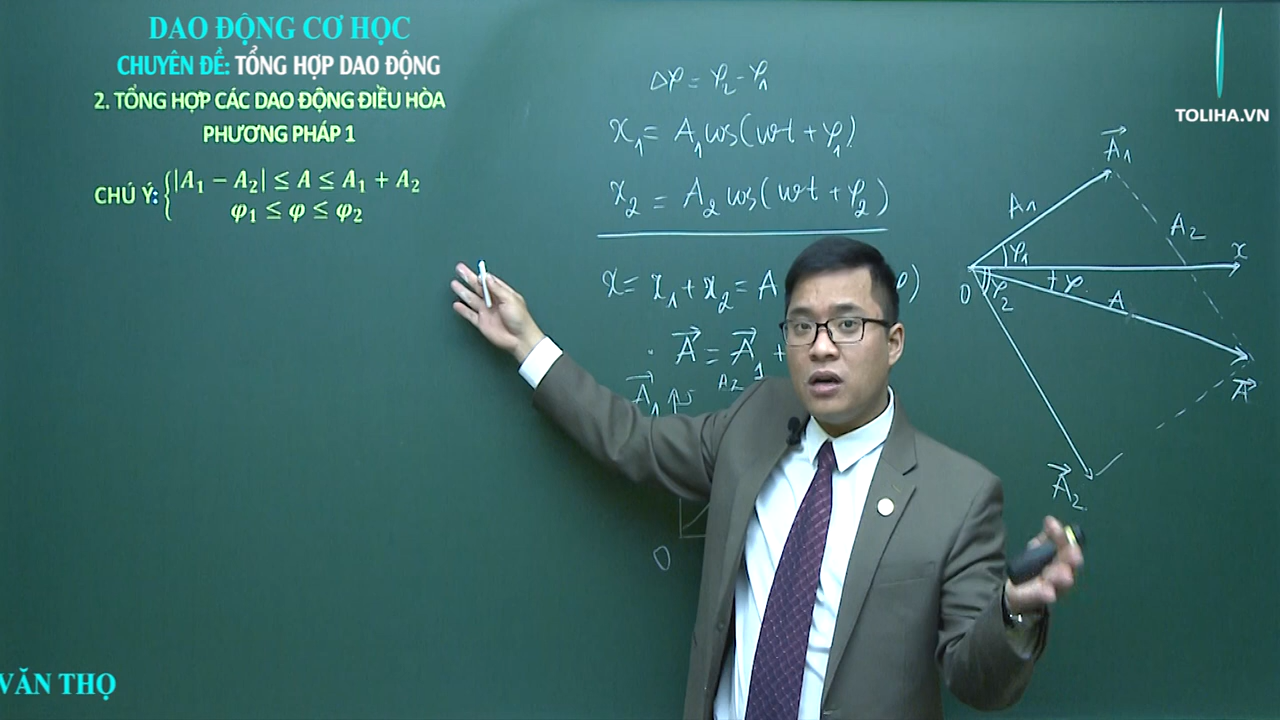 DAO ĐỘNG CƠ HỌC
CHUYÊN ĐỀ: TỔNG HỢP DAO ĐỘNG
2. TỔNG HỢP CÁC DAO ĐỘNG ĐIỀU HÒA
PHƯƠNG PHÁP 1
CHÚ Ý: {|A₁ − A₂| ≤ A ≤ A₁ + A₂
φ₁ ≤ φ ≤ φ₂
Δφ = φ₂ - φ₁
x₁ = A₁cos(ωt + φ₁)
x₂ = A₂cos(ωt + φ₂)
x = x₁ + x₂ = A φ)
A⃗ = A⃗₁ +
A⃗₁ A₂
O
TOLIHA.VN
A⃗₁
A₁
A₂
x
φ₁
O
φ₂
+φ
A
A⃗
A⃗₂
VĂN THỌ